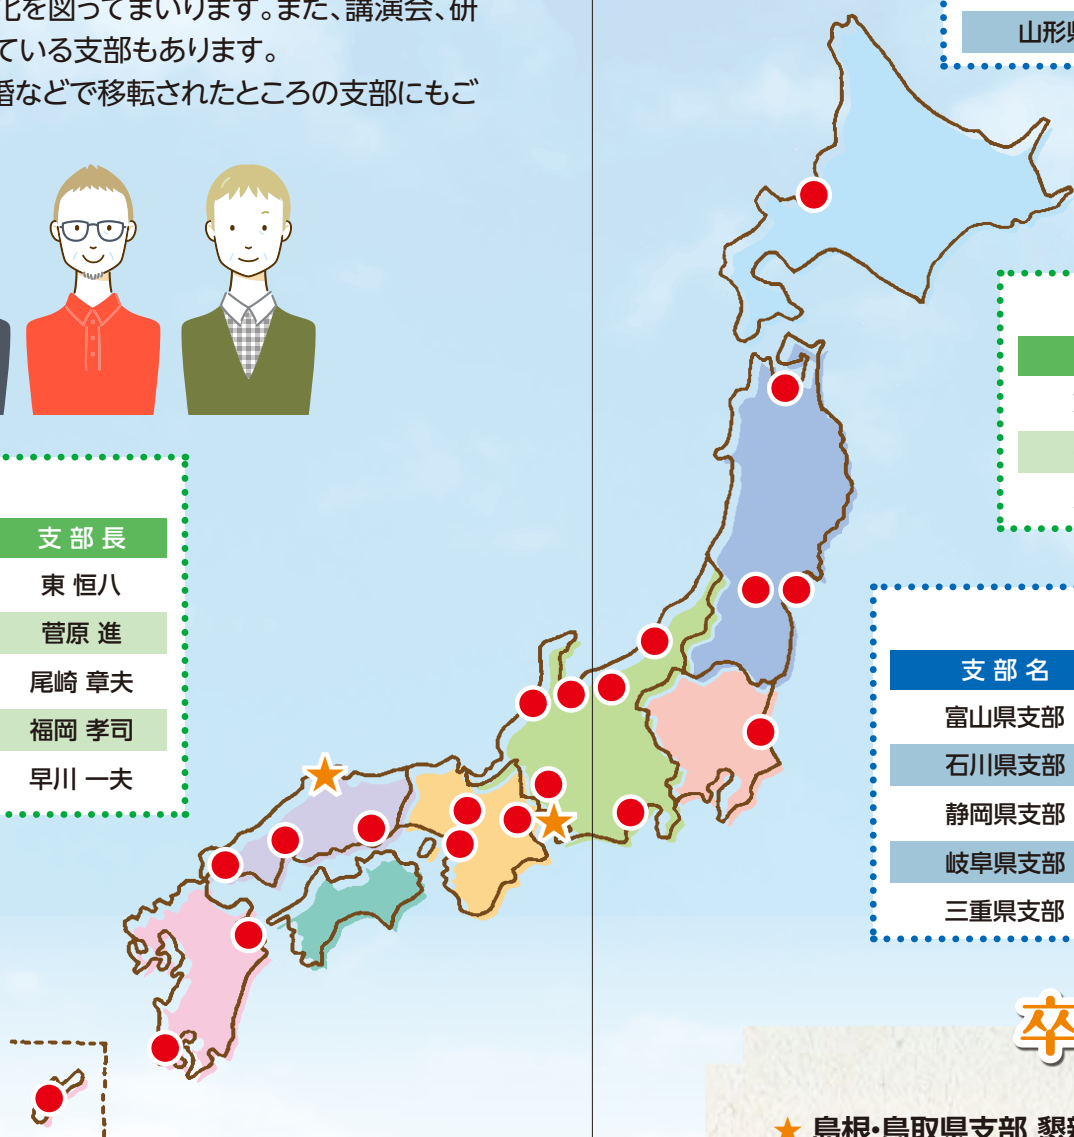 化を図ってまいります。また、講演会、研
ている支部もあります。
婚などで移転されたところの支部にもご
山形県
支部長
東 恒八
菅原 進
尾崎 章夫
福岡 孝司
早川 一夫
支部名
富山県支部
石川県支部
静岡県支部
岐阜県支部
三重県支部
卒
★ 島根・鳥取県支部 懇